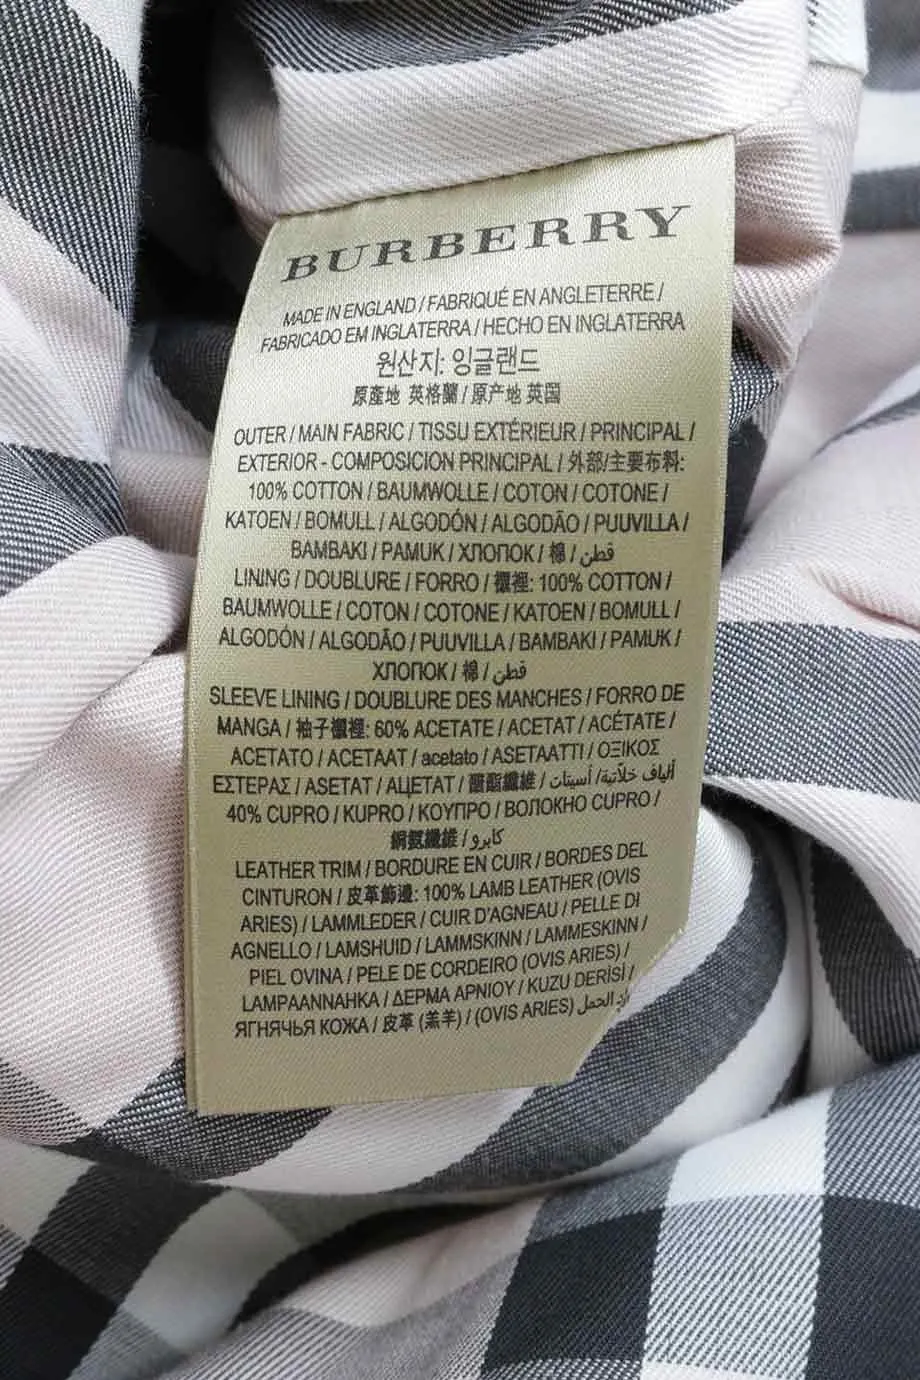 BURBERRY
MADE IN ENGLAND / FABRIQUÉ EN ANGLETERRE /
FABRICADO EM INGLATERRA / HECHO EN INGLATERRA
원산지: 잉글랜드
原產地 英格蘭 / 原产地 英国
OUTER / MAIN FABRIC / TISSU EXTÉRIEUR / PRINCIPAL /
EXTERIOR - COMPOSICION PRINCIPAL / 外部/主要布料:
100% COTTON / BAUMWOLLE / COTON / COTONE /
KATOEN / BOMULL / ALGODÓN / ALGODÃO / PUUVILLA /
BAMBAKI / PAMUK / ХЛОПОК / 棉 / قطن
LINING / DOUBLURE / FORRO / 襯裡: 100% COTTON /
BAUMWOLLE / COTON / COTONE / KATOEN / BOMULL /
ALGODÓN / ALGODÃO / PUUVILLA / BAMBAKI / PAMUK /
ХЛОПОК / 棉 / قطن
SLEEVE LINING / DOUBLURE DES MANCHES / FORRO DE
MANGA / 袖子襯裡: 60% ACETATE / ACETAT / ACÉTATE /
ACETATO / ACETAAT / acetato / ASETAATTI / ΟΞΙΚΟΣ
ΕΣΤΕΡΑΣ / ASETAT / АЦЕТАТ / 醋酯纖維 / أسيتات /ألياف خلاتية
40% CUPRO / KUPRO / ΚΟΥΠΡΟ / ВОЛОКНО CUPRO /
銅氨纖維 / كابرو
LEATHER TRIM / BORDURE EN CUIR / BORDES DEL
CINTURON / 皮革飾邊: 100% LAMB LEATHER (OVIS
ARIES) / LAMMLEDER / CUIR D'AGNEAU / PELLE DI
AGNELLO / LAMSHUID / LAMMSKINN / LAMMESKINN /
PIEL OVINA / PELE DE CORDEIRO (OVIS ARIES) /
LAMPAANNAHKA / ΔΕΡΜΑ ΑΡΝΙΟΥ / KUZU DERİSİ /
ЯГНЯЧЬЯ КОЖА / 皮革 (羔羊) / (OVIS ARIES) الحمل